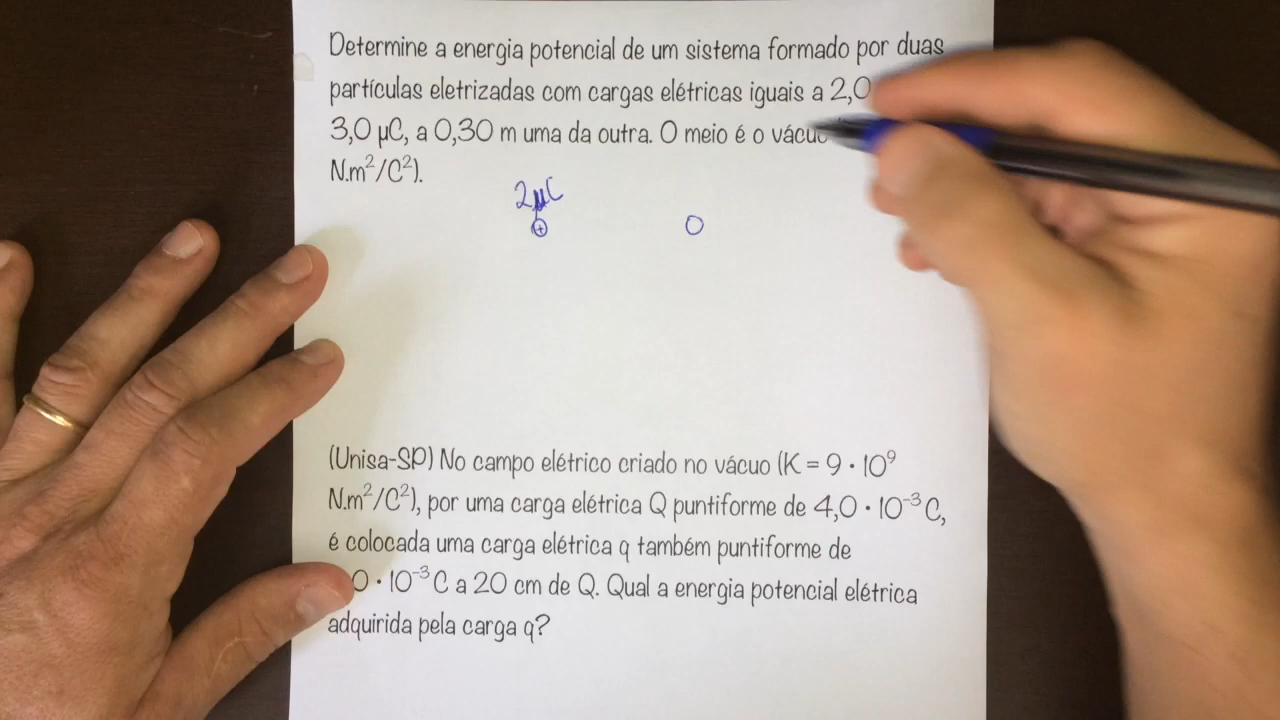 Determine a energia potencial de um sistema formado por duas
partículas eletrizadas com cargas elétricas iguais a 2,0
3,0 μC, a 0,30 m uma da outra. O meio é o vácuo
N.m²/C²).
2μC
(Unisa-SP) No campo elétrico criado no vácuo (K = 9 · 10⁹
N.m²/C²), por uma carga elétrica Q puntiforme de 4,0 · 10⁻³ C,
é colocada uma carga elétrica q também puntiforme de
0 · 10⁻³ C a 20 cm de Q. Qual a energia potencial elétrica
adquirida pela carga q?